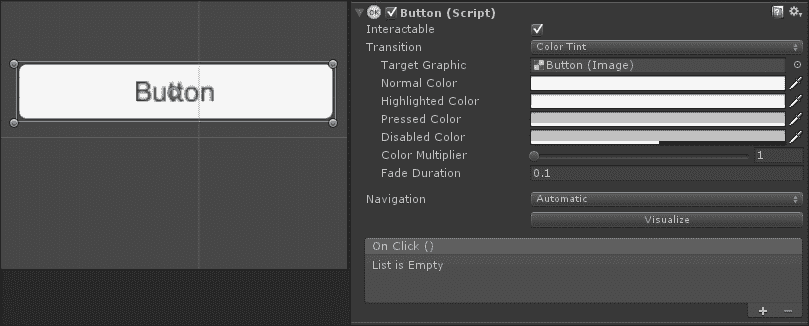 Button
Button (Script)
Interactable
Transition Color Tint
Target Graphic Button (Image)
Normal Color
Highlighted Color
Pressed Color
Disabled Color
Color Multiplier 1
Fade Duration 0.1
Navigation Automatic
Visualize
On Click ()
List is Empty